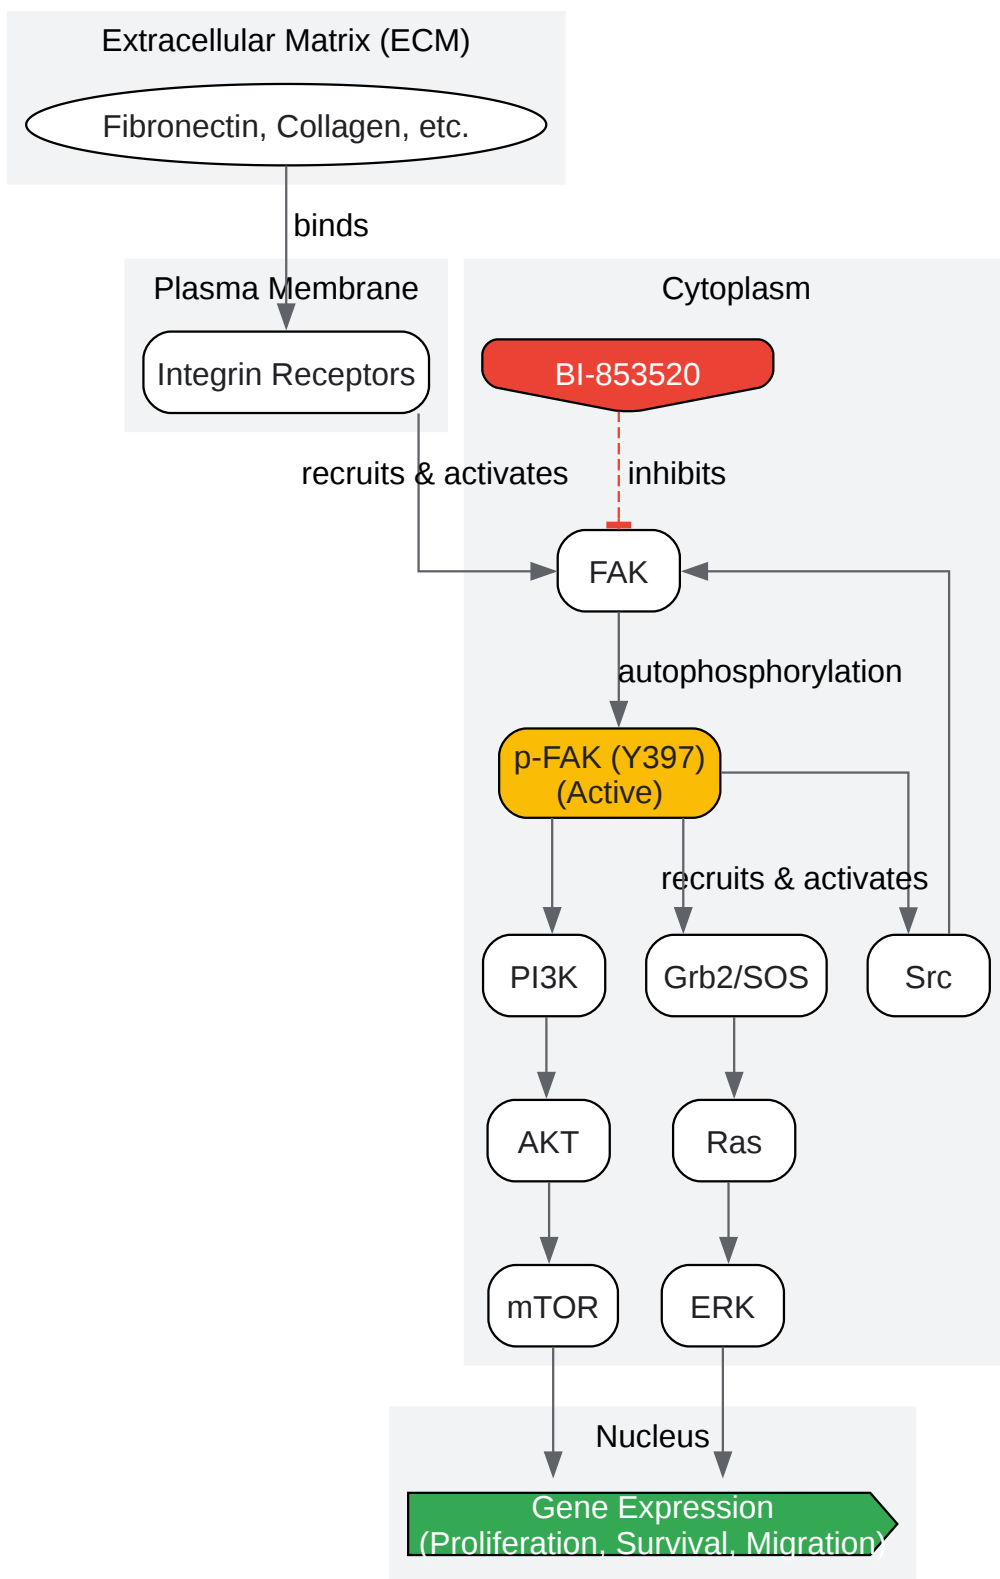 Extracellular Matrix (ECM)
Fibronectin, Collagen, etc.
binds
Plasma Membrane
Cytoplasm
Integrin Receptors
BI-853520
recruits & activates
inhibits
FAK
autophosphorylation
p-FAK (Y397)
(Active)
recruits & activates
PI3K
Grb2/SOS
Src
AKT
Ras
mTOR
ERK
Nucleus
Gene Expression
(Proliferation, Survival, Migration)